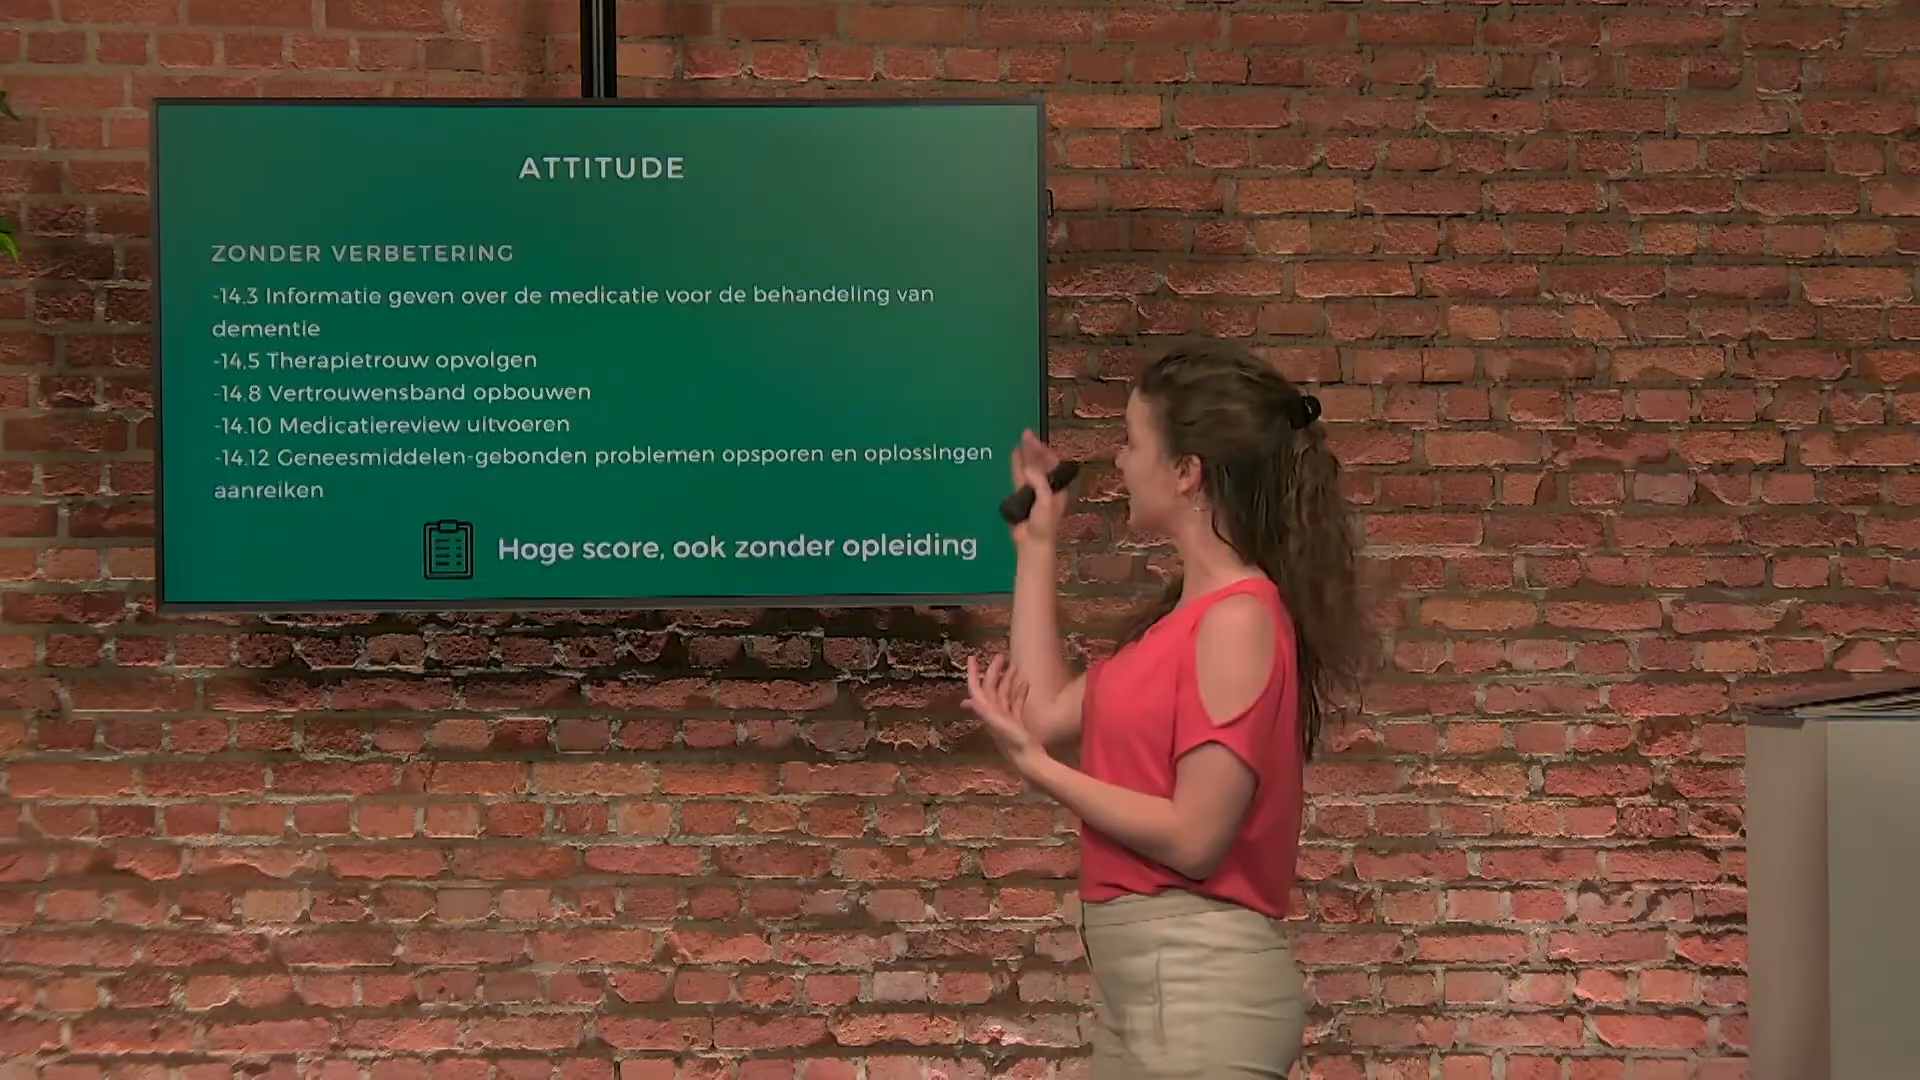 ATTITUDE
ZONDER VERBETERING
-14.3 Informatie geven over de medicatie voor de behandeling van
dementie
-14.5 Therapietrouw opvolgen
-14.8 Vertrouwensband opbouwen
-14.10 Medicatiereview uitvoeren
-14.12 Geneesmiddelen-gebonden problemen opsporen en oplossingen
aanreiken
Hoge score, ook zonder opleiding